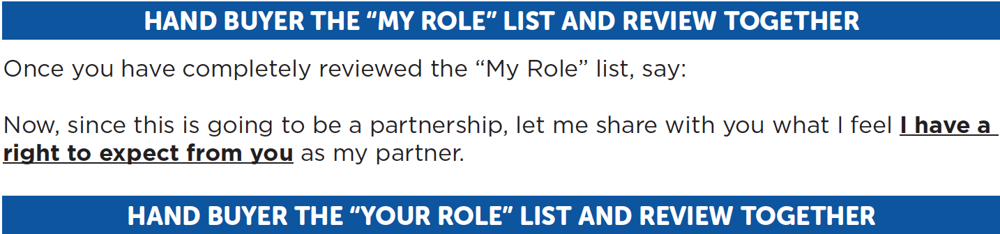 HAND BUYER THE “MY ROLE” LIST AND REVIEW TOGETHER
Once you have completely reviewed the “My Role” list, say:
Now, since this is going to be a partnership, let me share with you what I feel I have a
right to expect from you as my partner.
HAND BUYER THE “YOUR ROLE” LIST AND REVIEW TOGETHER